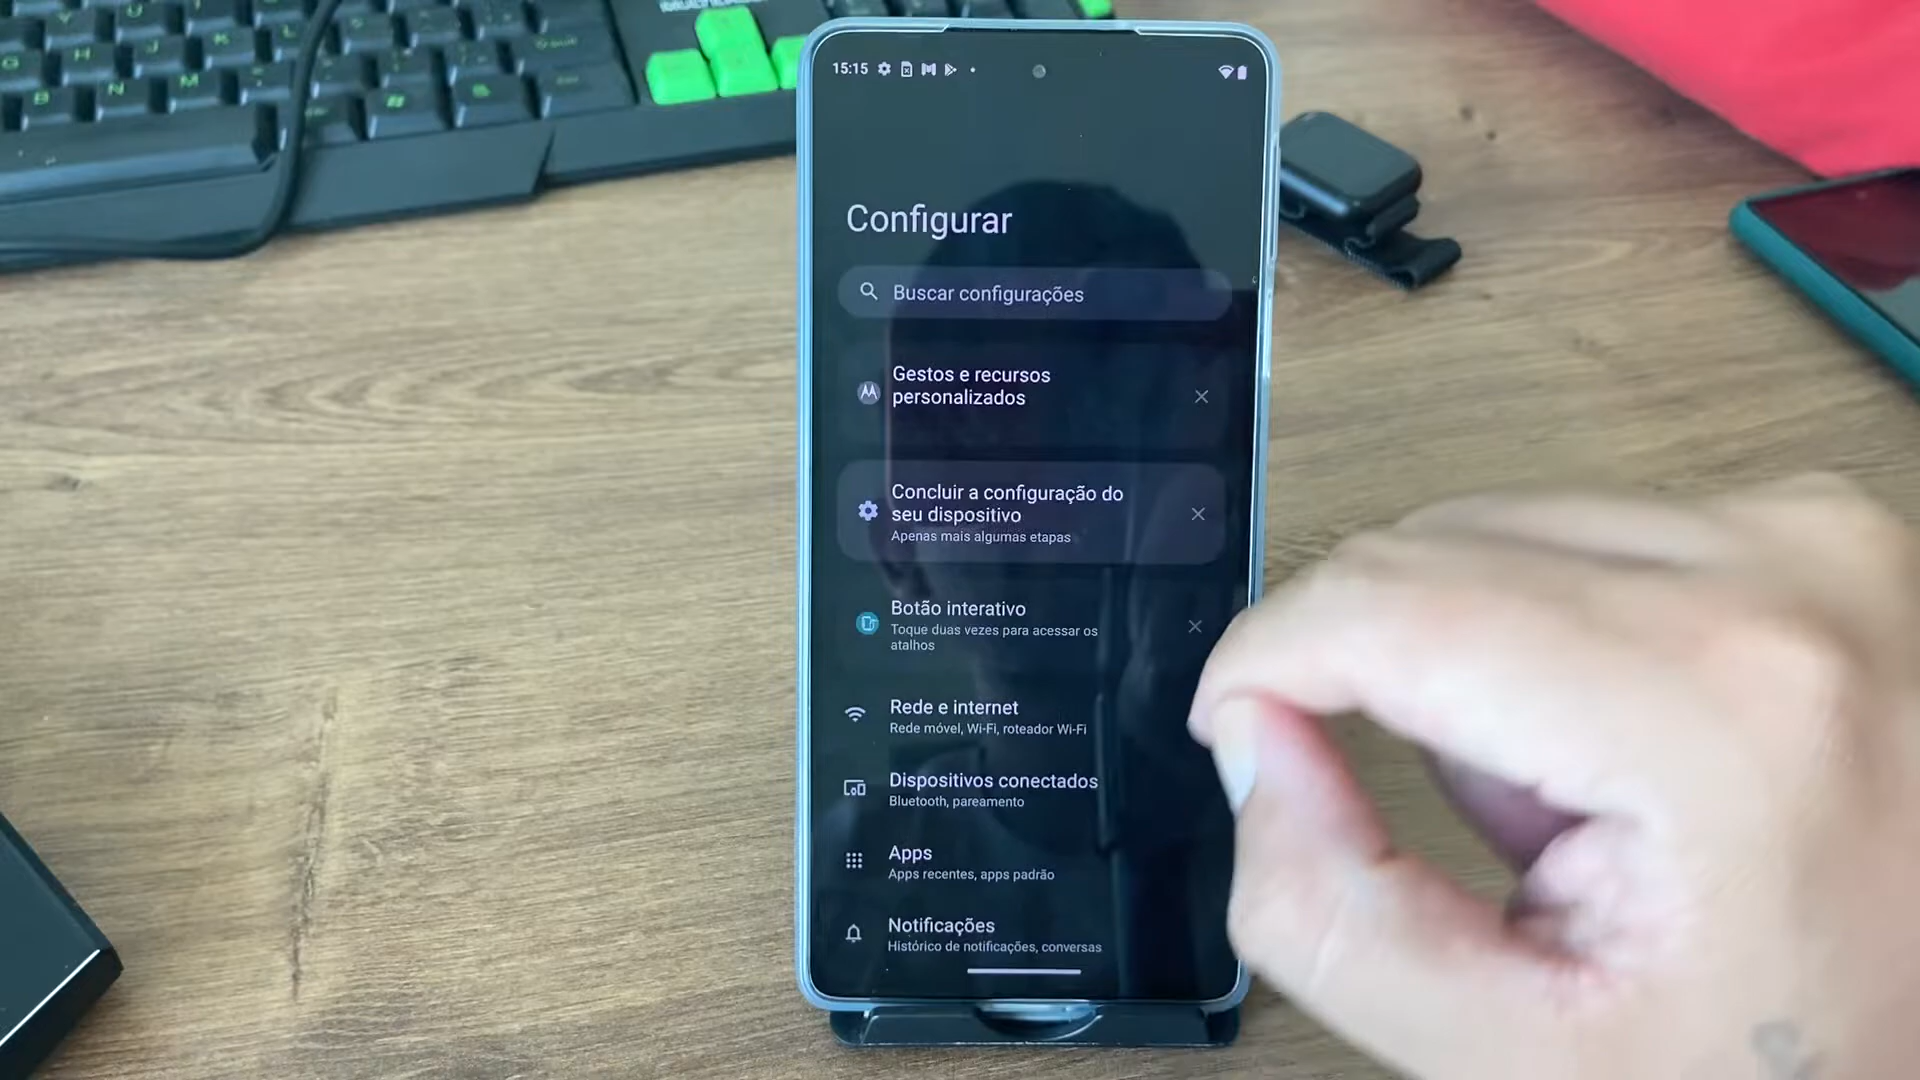 15:15
Configurar
Buscar configurações
Gestos e recursos
personalizados
Concluir a configuração do
seu dispositivo
Apenas mais algumas etapas
Botão interativo
Toque duas vezes para acessar os
atalhos
Rede e internet
Rede móvel, Wi-Fi, roteador Wi-Fi
Dispositivos conectados
Bluetooth, pareamento
Apps
Apps recentes, apps padrão
Notificações
Histórico de notificações, conversas